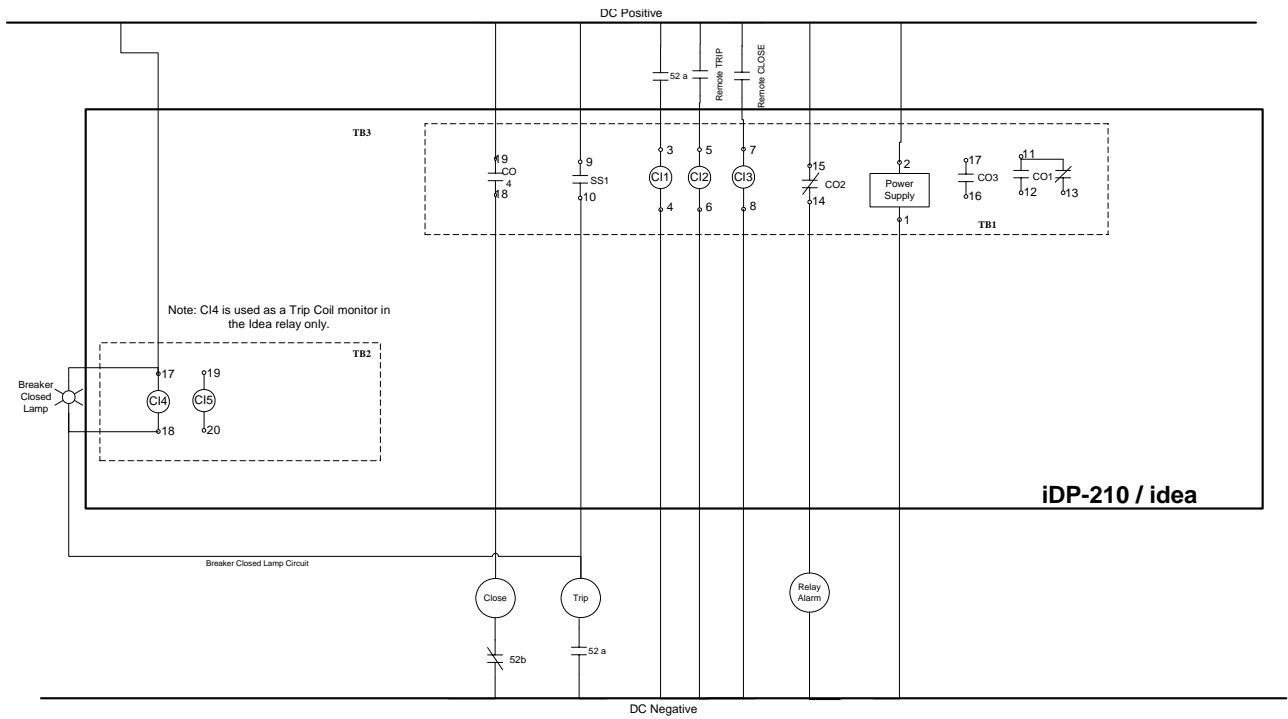 DC Positive
52 a
Remote TRIP
Remote CLOSE
TB3
19
CO
4
18
9
SS1
10
3
CI1
4
5
CI2
6
7
CI3
8
15
CO2
14
2
Power
Supply
1
17
CO3
16
11
CO1
12
13
TB1
Note: CI4 is used as a Trip Coil monitor in
the Idea relay only.
TB2
Breaker
Closed
Lamp
17
CI4
18
19
CI5
20
iDP-210 / idea
Breaker Closed Lamp Circuit
Close
Trip
Relay
Alarm
52b
52 a
DC Negative